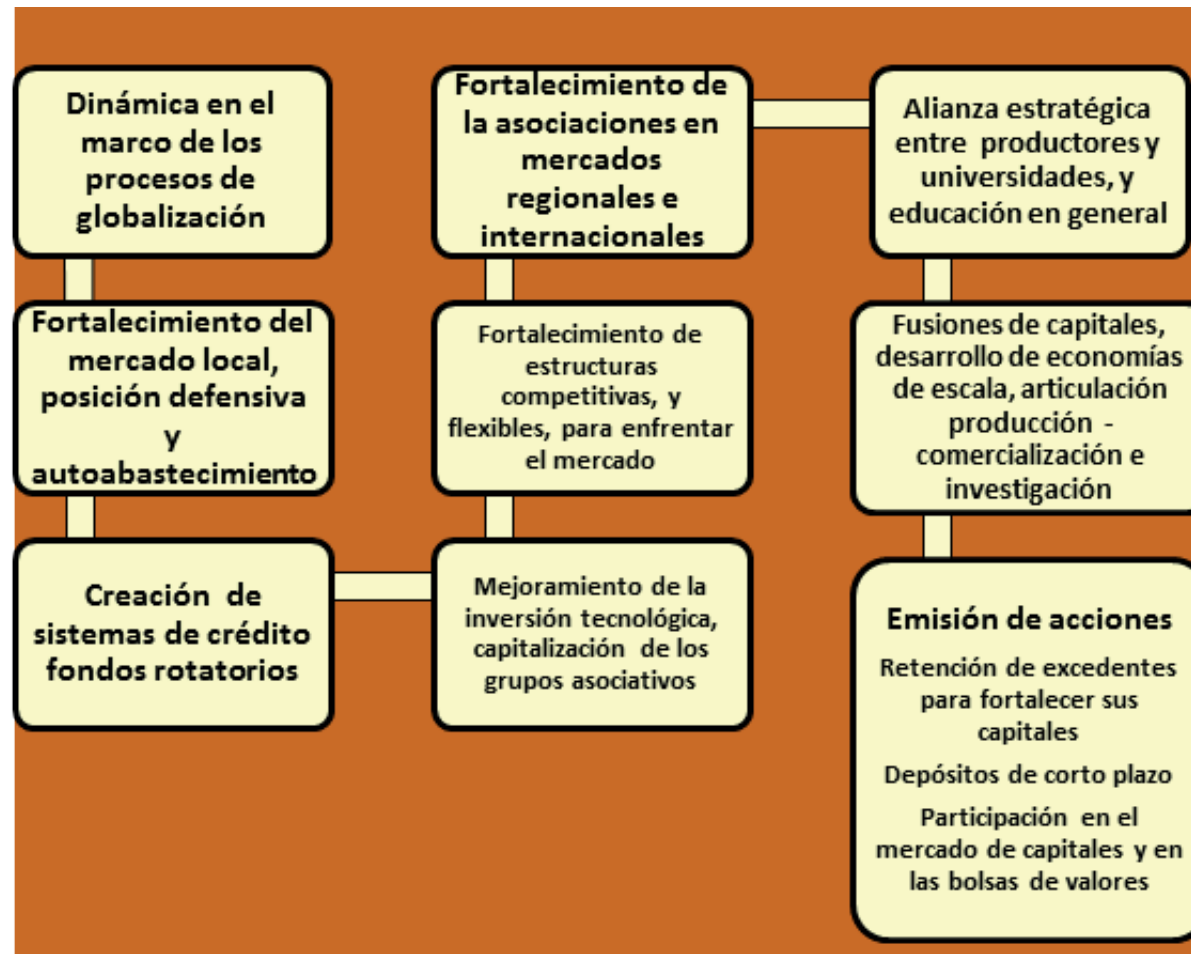 Dinámica en el
marco de los
procesos de
globalización
Fortalecimiento del
mercado local,
posición defensiva
y
autoabastecimiento
Creación de
sistemas de crédito
fondos rotatorios
Mejoramiento de la
inversión tecnológica,
capitalización de los
grupos asociativos
Fortalecimiento de
estructuras
competitivas, y
flexibles, para enfrentar
el mercado
Fortalecimiento de
la asociaciones en
mercados
regionales e
internacionales
Alianza estratégica
entre productores y
universidades, y
educación en general
Fusiones de capitales,
desarrollo de economías
de escala, articulación
producción -
comercialización e
investigación
Emisión de acciones
Retención de excedentes
para fortalecer sus
capitales
Depósitos de corto plazo
Participación en el
mercado de capitales y en
las bolsas de valores